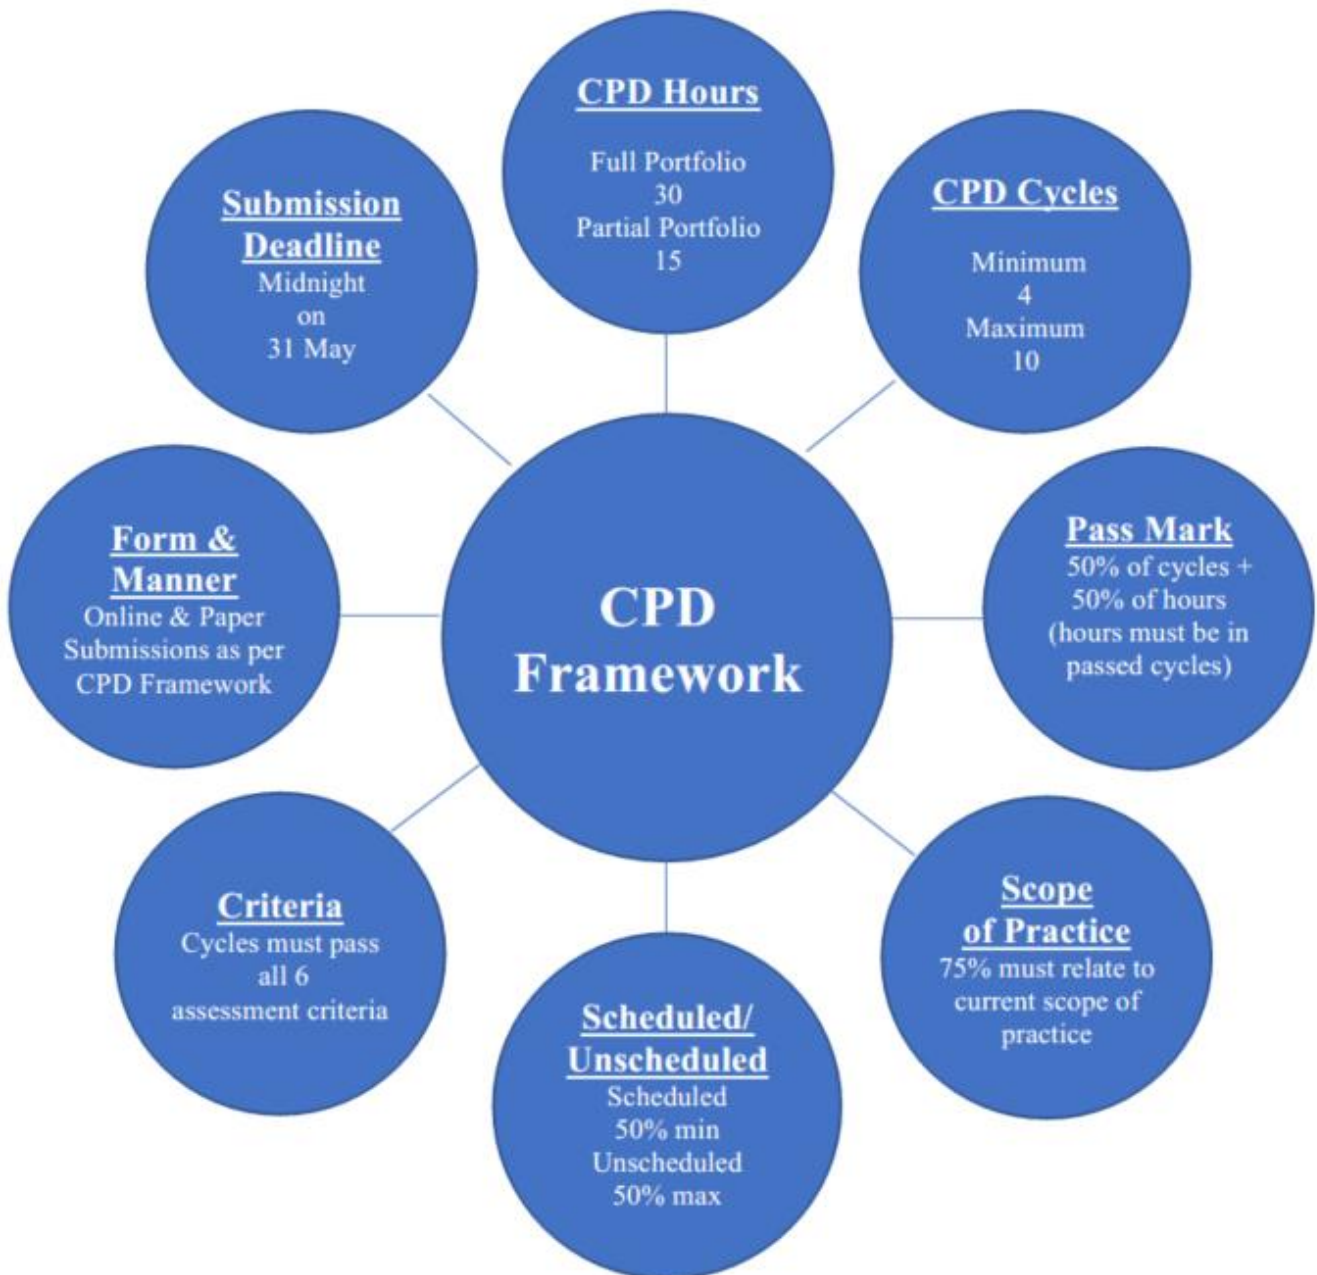 CPD Hours
Full Portfolio
30
Partial Portfolio
15
CPD Cycles
Minimum
4
Maximum
10
Pass Mark
50% of cycles +
50% of hours
(hours must be in
passed cycles)
Scope
of Practice
75% must relate to
current scope of
practice
Scheduled/
Unscheduled
Scheduled
50% min
Unscheduled
50% max
Criteria
Cycles must pass
all 6
assessment criteria
Form &
Manner
Online & Paper
Submissions as per
CPD Framework
Submission
Deadline
Midnight
on
31 May
CPD
Framework